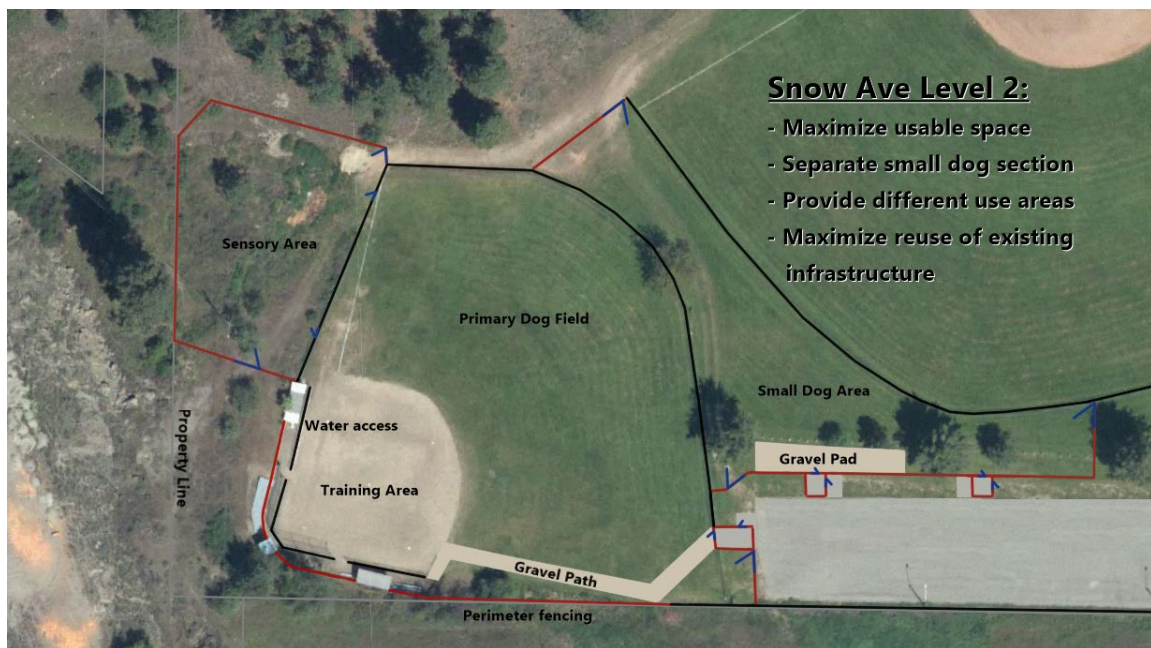 Snow Ave Level 2:
- Maximize usable space
- Separate small dog section
- Provide different use areas
- Maximize reuse of existing
infrastructure
Sensory Area
Primary Dog Field
Small Dog Area
Property Line
Water access
Gravel Pad
Training Area
Gravel Path
Perimeter fencing